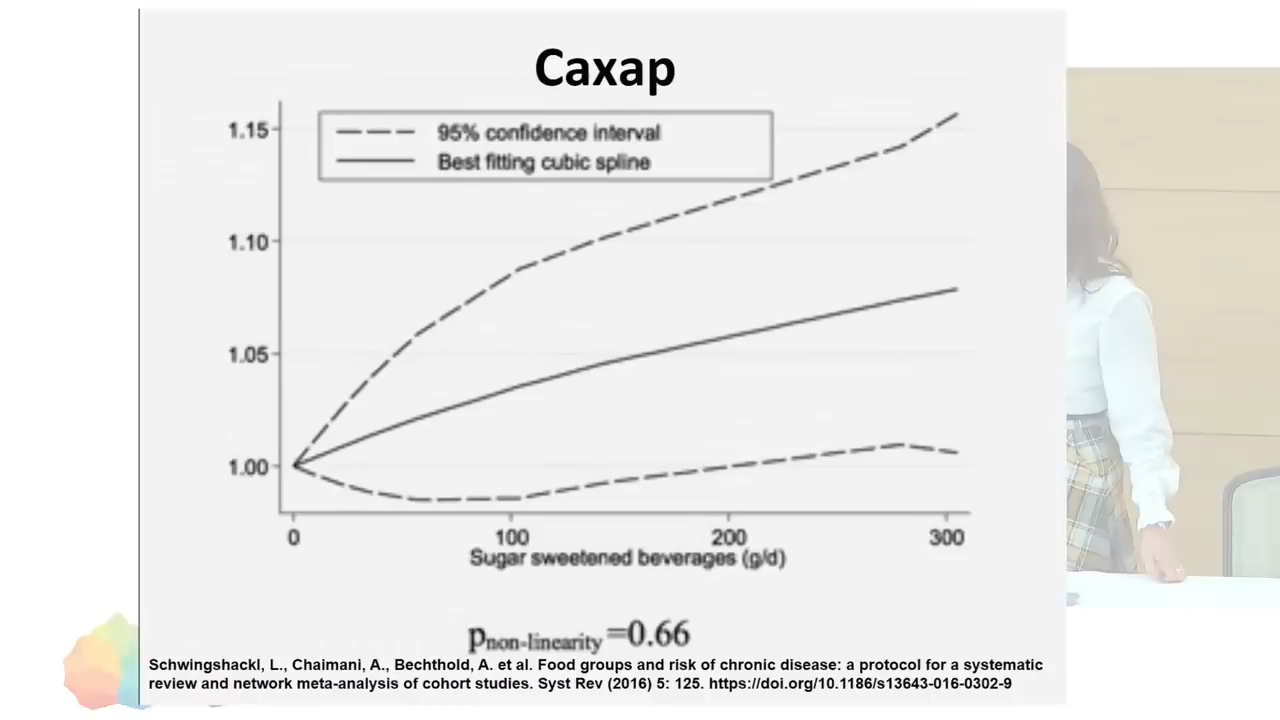 Сахар
1.15
95% confidence interval
Best fitting cubic spline
1.10
1.05
1.00
0 100 200 300
Sugar sweetened beverages (g/d)
pnon-linearity=0.66
Schwingshackl, L., Chaimani, A., Bechthold, A. et al. Food groups and risk of chronic disease: a protocol for a systematic
review and network meta-analysis of cohort studies. Syst Rev (2016) 5: 125. https://doi.org/10.1186/s13643-016-0302-9